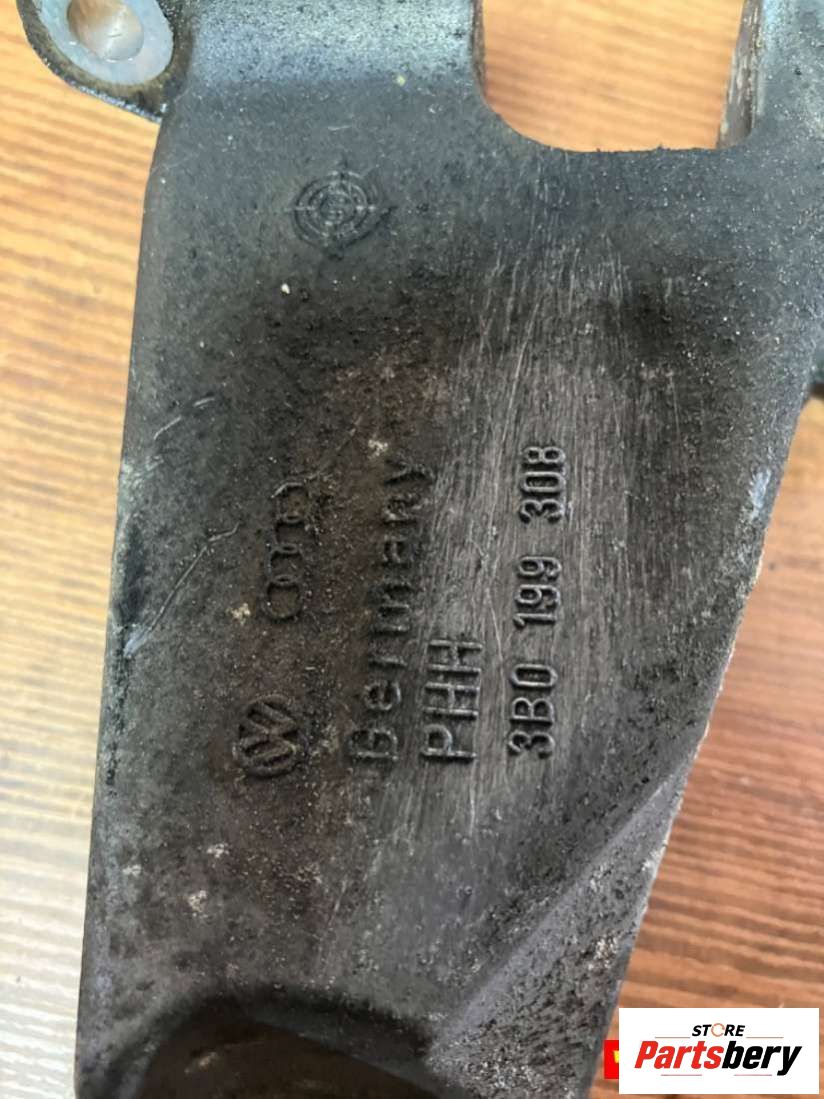 Germany
PHH
3B0 199 308
STORE
Partsbery